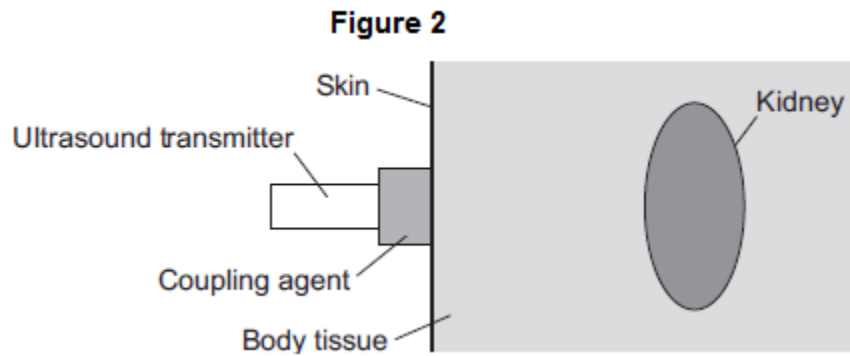 Figure 2
Skin
Kidney
Ultrasound transmitter
Coupling agent
Body tissue